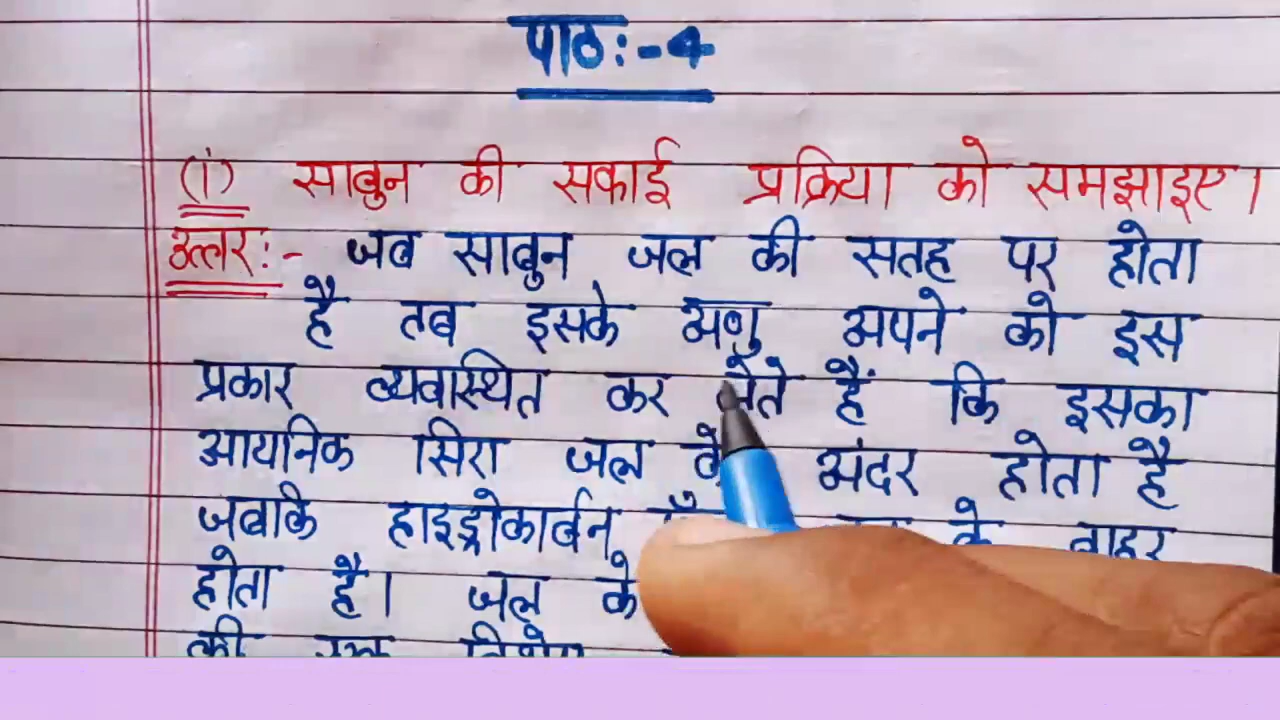 पाठ:-4
(i) साबुन की सफाई प्रक्रिया को समझाइए।
उत्तर:- जब साबुन जल की सतह पर होता
है तब इसके अणु अपने को इस
प्रकार व्यवस्थित कर लेते हैं कि इसका
आयनिक सिरा जल के अंदर होता है
जबकि हाइड्रोकार्बन के बाहर
होता है। जल के